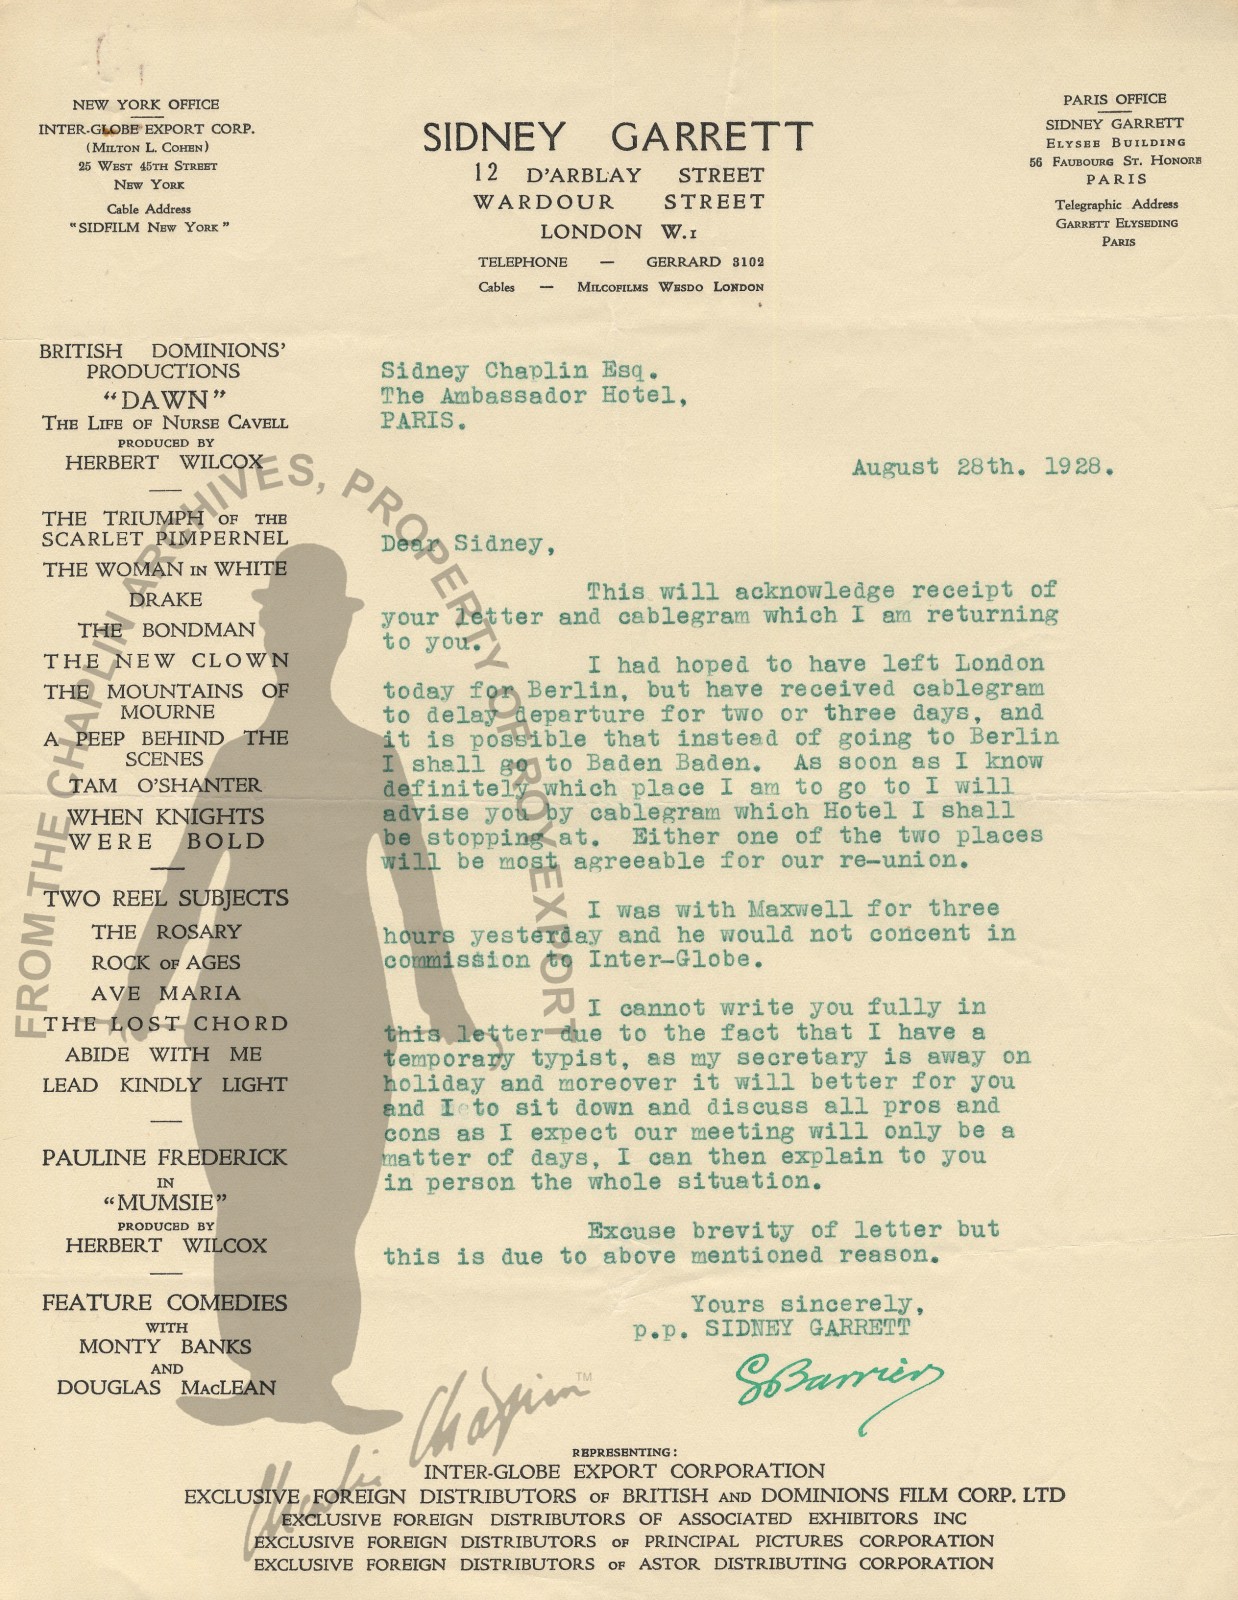 NEW YORK OFFICE
INTER-GLOBE EXPORT CORP.
(MILTON L. COHEN)
25 WEST 45TH STREET
NEW YORK
Cable Address
"SIDFILM NEW YORK"
SIDNEY GARRETT
12 D'ARBLAY STREET
WARDOUR STREET
LONDON W.1
TELEPHONE — GERRARD 3102
Cables — MILCOFILMS WESDO LONDON
PARIS OFFICE
SIDNEY GARRETT
ELYSEE BUILDING
56 FAUBOURG ST. HONORE
PARIS
Telegraphic Address
GARRETT ELYSEDING
PARIS
BRITISH DOMINIONS'
PRODUCTIONS
"DAWN"
THE LIFE OF NURSE CAVELL
PRODUCED BY
HERBERT WILCOX
THE TRIUMPH OF THE
SCARLET PIMPERNEL
THE WOMAN IN WHITE
DRAKE
THE BONDMAN
THE NEW CLOWN
THE MOUNTAINS OF
MOURNE
A PEEP BEHIND THE
SCENES
TAM O'SHANTER
WHEN KNIGHTS
WERE BOLD
TWO REEL SUBJECTS
THE ROSARY
ROCK OF AGES
AVE MARIA
THE LOST CHORD
ABIDE WITH ME
LEAD KINDLY LIGHT
PAULINE FREDERICK
IN
"MUMSIE"
PRODUCED BY
HERBERT WILCOX
FEATURE COMEDIES
WITH
MONTY BANKS
AND
DOUGLAS MACLEAN
Sidney Chaplin Esq.
The Ambassador Hotel,
PARIS.
August 28th. 1928.
Dear Sidney,
This will acknowledge receipt of
your letter and cablegram which I am returning
to you.
I had hoped to have left London
today for Berlin, but have received cablegram
to delay departure for two or three days, and
it is possible that instead of going to Berlin
I shall go to Baden Baden. As soon as I know
definitely which place I am to go to I will
advise you by cablegram which Hotel I shall
be stopping at. Either one of the two places
will be most agreeable for our re-union.
I was with Maxwell for three
hours yesterday and he would not concent in
commission to Inter-Globe.
I cannot write you fully in
this letter due to the fact that I have a
temporary typist, as my secretary is away on
holiday and moreover it will better for you
and I to sit down and discuss all pros and
cons as I expect our meeting will only be a
matter of days, I can then explain to you
in person the whole situation.
Excuse brevity of letter but
this is due to above mentioned reason.
Yours sincerely,
p.p. SIDNEY GARRETT
REPRESENTING:
INTER-GLOBE EXPORT CORPORATION
EXCLUSIVE FOREIGN DISTRIBUTORS OF BRITISH AND DOMINIONS FILM CORP. LTD
EXCLUSIVE FOREIGN DISTRIBUTORS OF ASSOCIATED EXHIBITORS INC
EXCLUSIVE FOREIGN DISTRIBUTORS OF PRINCIPAL PICTURES CORPORATION
EXCLUSIVE FOREIGN DISTRIBUTORS OF ASTOR DISTRIBUTING CORPORATION
FROM THE CHAPLIN ARCHIVES, PROPERTY OF ROY EXPORT
Charlie Chaplin ™